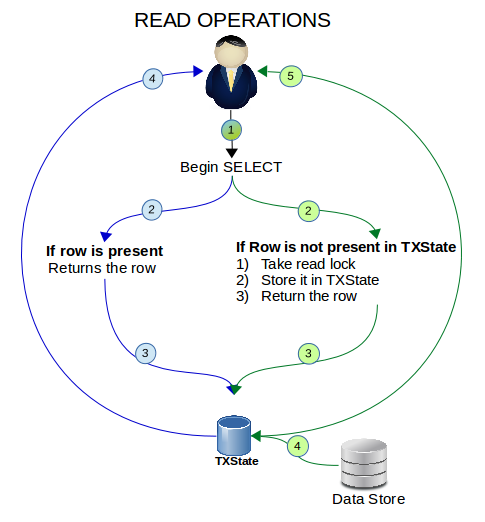 READ OPERATIONS
4
5
1
Begin SELECT
2
2
If row is present
Returns the row
If Row is not present in TXState
1) Take read lock
2) Store it in TXState
3) Return the row
3
3
TXState
4
Data Store